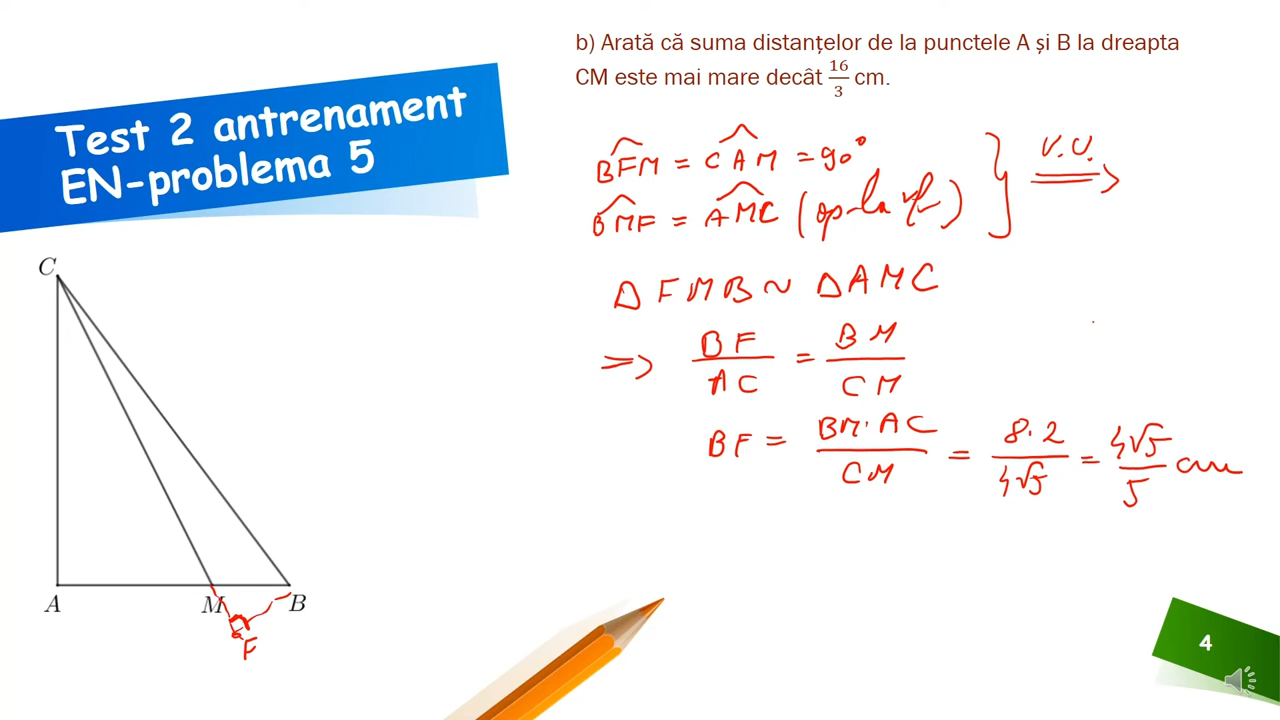 b) Arată că suma distanțelor de la punctele A și B la dreapta
CM este mai mare decât 16/3 cm.
Test 2 antrenament
EN-problema 5
BFM = CAM = 90°
BMF = AMC (op. la vf)
V.U.
Δ FMB ~ ΔAMC
=> BF/AC = BM/CM
BF = BM·AC/CM = 8·2/4√5 = 4√5/5 cm
C
A
M
B
F
4